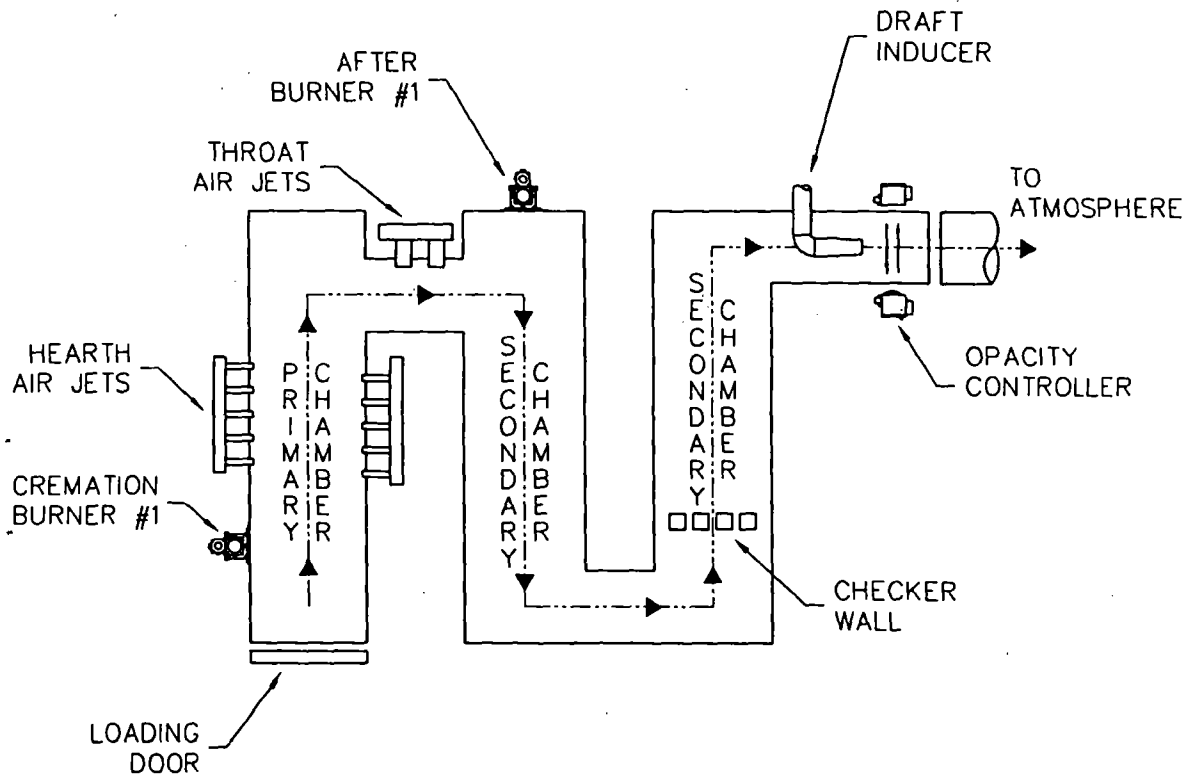 DRAFT
INDUCER
AFTER
BURNER #1
THROAT
AIR JETS
TO
ATMOSPHERE
HEARTH
AIR JETS
PRIMARY
CHAMBER
SECONDARY
CHAMBER
SECONDARY
CHAMBER
OPACITY
CONTROLLER
CREMATION
BURNER #1
CHECKER
WALL
LOADING
DOOR